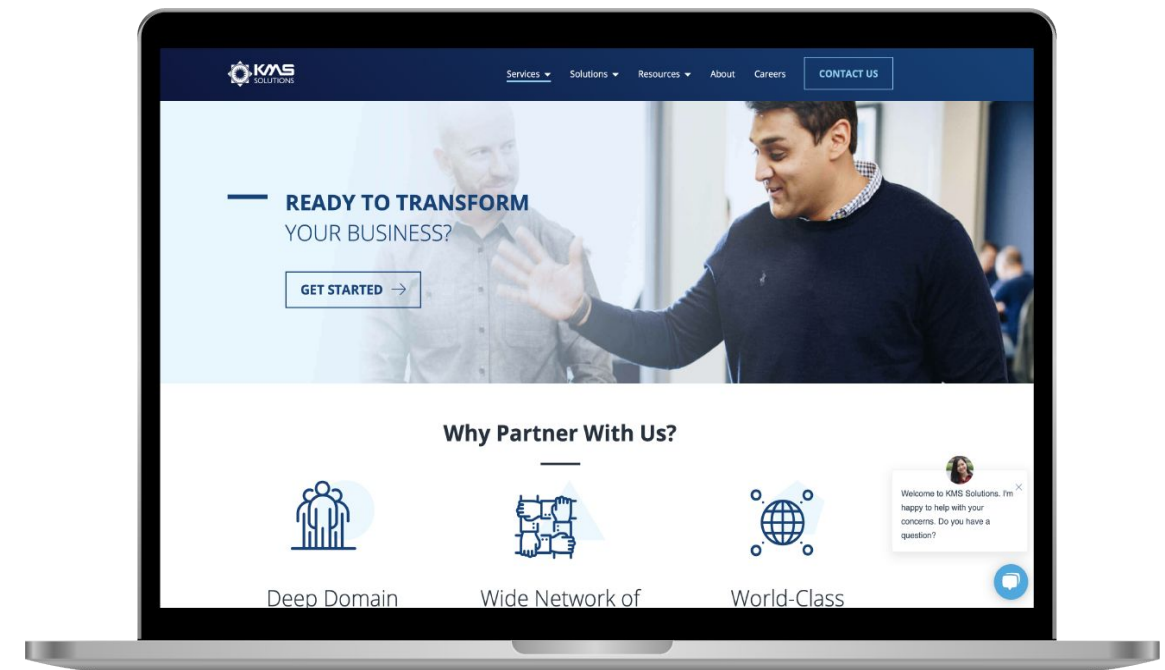 KMS
SOLUTIONS
Services
Solutions
Resources
About
Careers
CONTACT US
READY TO TRANSFORM
YOUR BUSINESS?
GET STARTED
Why Partner With Us?
Welcome to KMS Solutions. I'm
happy to help with your
concerns. Do you have a
question?
Deep Domain
Wide Network of
World-Class